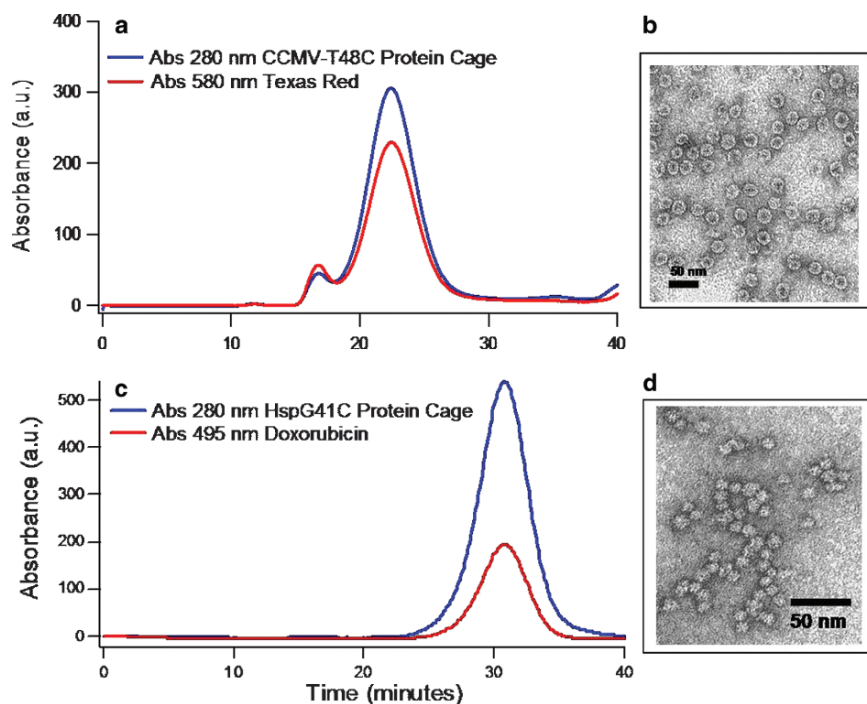 a
Abs 280 nm CCMV-T48C Protein Cage
Abs 580 nm Texas Red
Absorbance (a.u.)
400
300
200
100
0
0 10 20 30 40
b
50 nm
c
Abs 280 nm HspG41C Protein Cage
Abs 495 nm Doxorubicin
Absorbance (a.u.)
500
400
300
200
100
0
0 10 20 30 40
Time (minutes)
d
50 nm